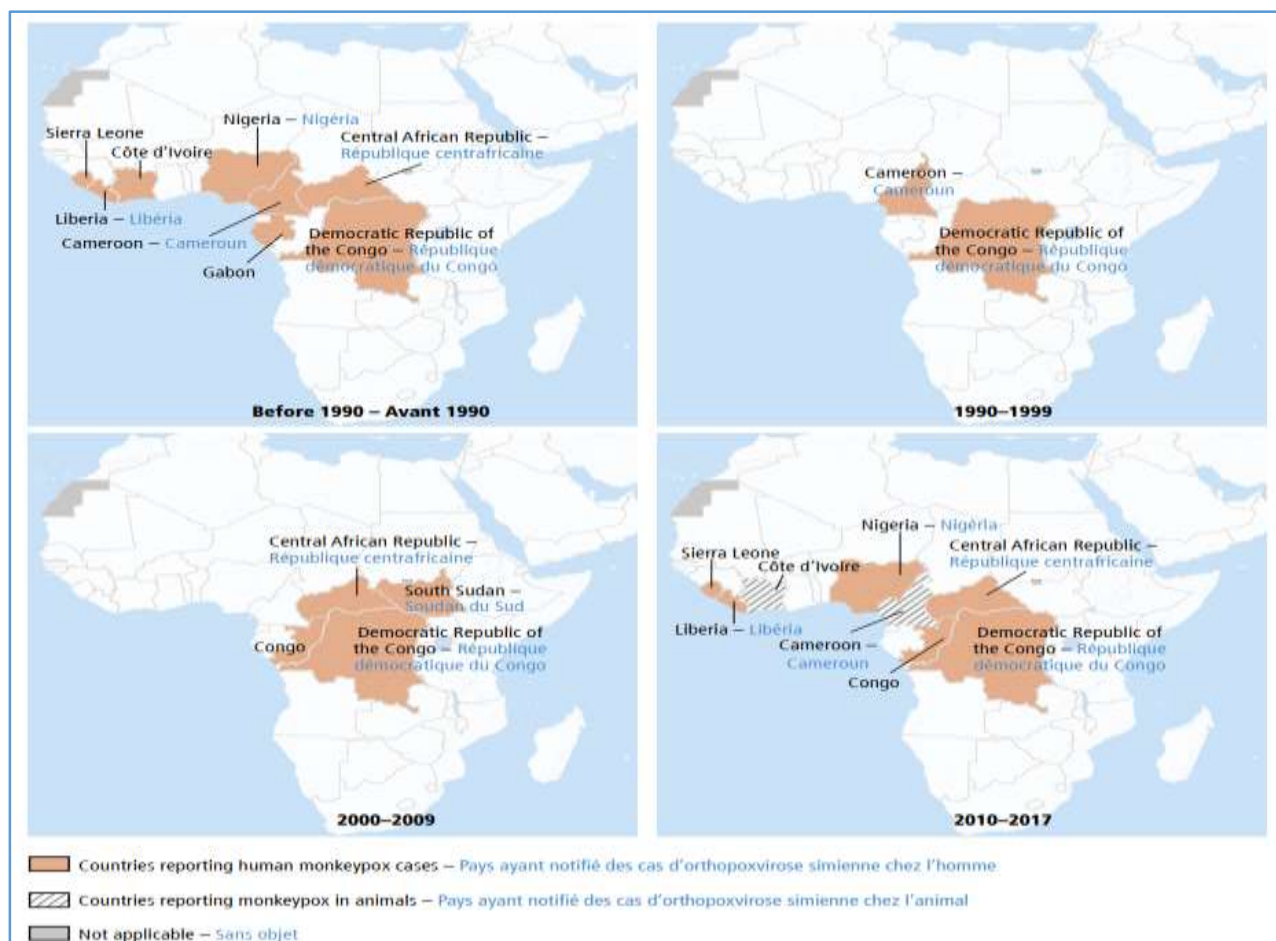 Nigeria – Nigéria
Central African Republic –
République centrafricaine
Sierra Leone
Côte d'Ivoire
Liberia – Libéria
Cameroon – Cameroun
Gabon
Democratic Republic of
the Congo – République
démocratique du Congo
Before 1990 – Avant 1990
Cameroon –
Cameroun
Democratic Republic of
the Congo – République
démocratique du Congo
1990–1999
Central African Republic –
République centrafricaine
South Sudan –
Soudan du Sud
Congo
Democratic Republic of
the Congo – République
démocratique du Congo
2000–2009
Nigeria – Nigéria
Central African Republic –
République centrafricaine
Sierra Leone
Côte d'Ivoire
Liberia – Libéria
Cameroon –
Cameroun
Congo
Democratic Republic of
the Congo – République
démocratique du Congo
2010–2017
Countries reporting human monkeypox cases – Pays ayant notifié des cas d'orthopoxvirose simienne chez l'homme
Countries reporting monkeypox in animals – Pays ayant notifié des cas d'orthopoxvirose simienne chez l'animal
Not applicable – Sans objet